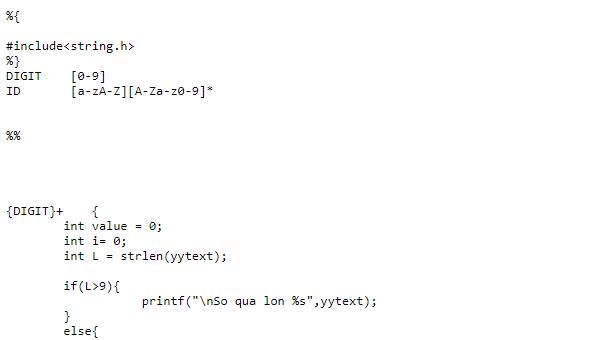 %{
#include<string.h>
%}
DIGIT    [0-9]
ID       [a-zA-Z][A-Za-z0-9]*
%%
{DIGIT}+    {
        int value = 0;
        int i= 0;
        int L = strlen(yytext);
        if(L>9){
                   printf("\nSo qua lon %s",yytext);
        }
        else{